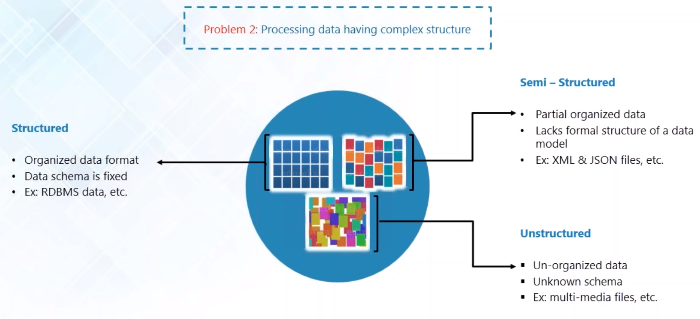 Problem 2: Processing data having complex structure
Structured
• Organized data format
• Data schema is fixed
• Ex: RDBMS data, etc.
Semi – Structured
• Partial organized data
• Lacks formal structure of a data
model
• Ex: XML & JSON files, etc.
Unstructured
▪ Un-organized data
▪ Unknown schema
▪ Ex: multi-media files, etc.